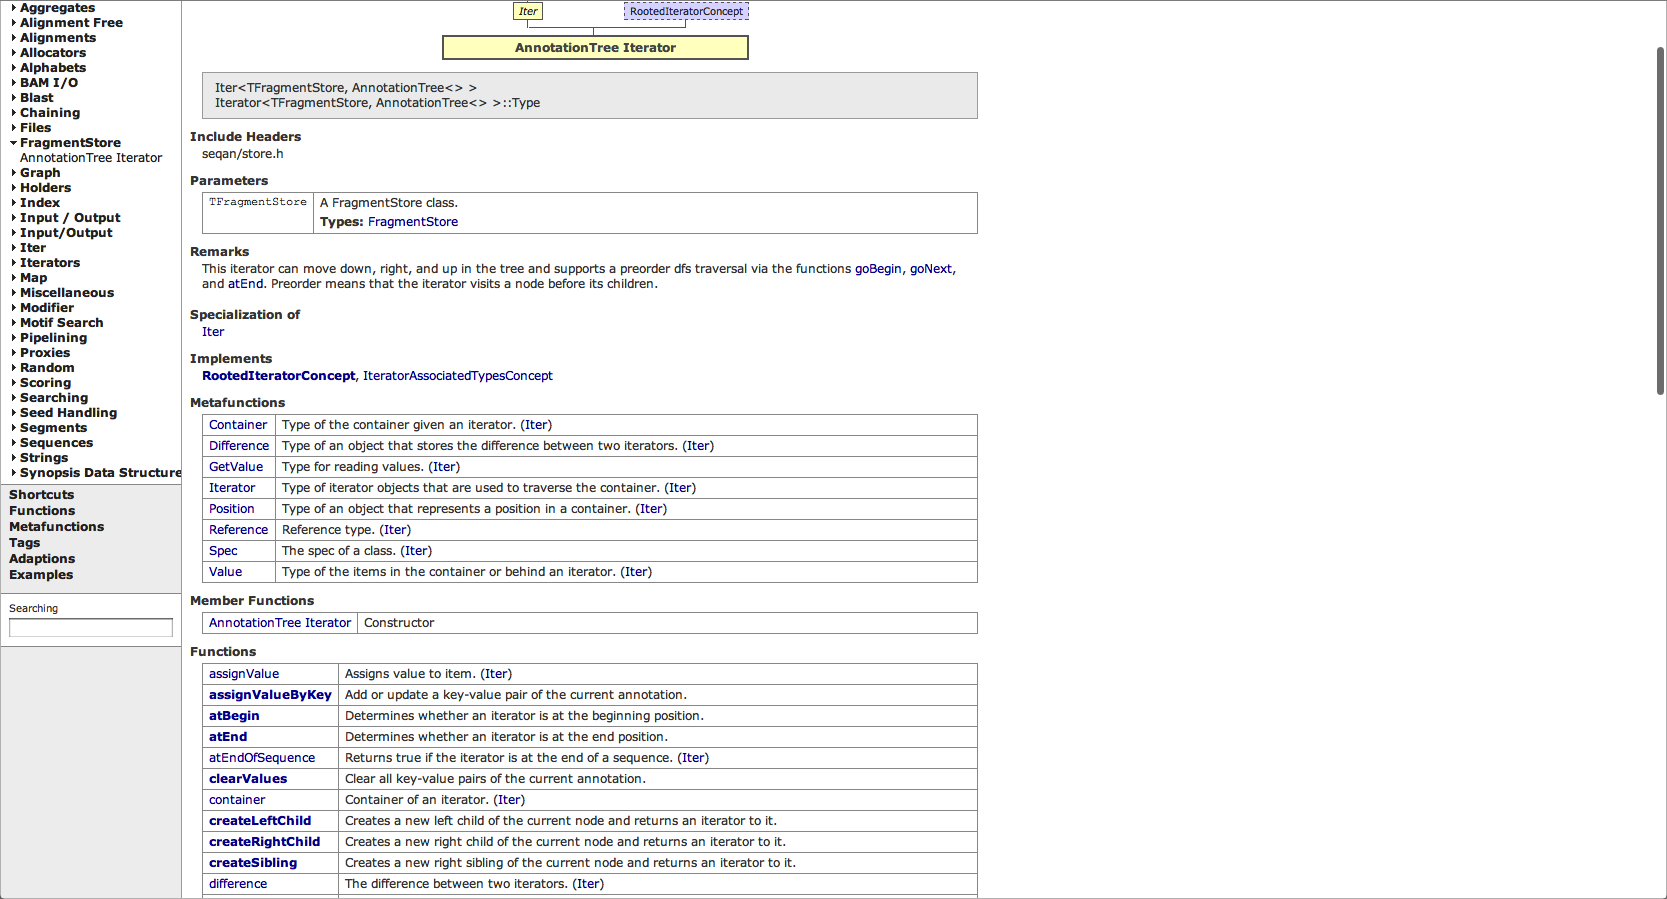 Aggregates
Alignment Free
Alignments
Allocators
Alphabets
BAM I/O
Blast
Chaining
Files
FragmentStore
AnnotationTree Iterator
Graph
Holders
Index
Input / Output
Input/Output
Iter
Iterators
Map
Miscellaneous
Modifier
Motif Search
Pipelining
Proxies
Random
Scoring
Searching
Seed Handling
Segments
Sequences
Strings
Synopsis Data Structure
Shortcuts
Functions
Metafunctions
Tags
Adaptions
Examples
Searching
Iter
RootedIteratorConcept
AnnotationTree Iterator
Iter<TFragmentStore, AnnotationTree<> >
Iterator<TFragmentStore, AnnotationTree<> >::Type
Include Headers
seqan/store.h
Parameters
TFragmentStore A FragmentStore class.
Types: FragmentStore
Remarks
This iterator can move down, right, and up in the tree and supports a preorder dfs traversal via the functions goBegin, goNext,
and atEnd. Preorder means that the iterator visits a node before its children.
Specialization of
Iter
Implements
RootedIteratorConcept, IteratorAssociatedTypesConcept
Metafunctions
Container Type of the container given an iterator. (Iter)
Difference Type of an object that stores the difference between two iterators. (Iter)
GetValue Type for reading values. (Iter)
Iterator Type of iterator objects that are used to traverse the container. (Iter)
Position Type of an object that represents a position in a container. (Iter)
Reference Reference type. (Iter)
Spec The spec of a class. (Iter)
Value Type of the items in the container or behind an iterator. (Iter)
Member Functions
AnnotationTree Iterator Constructor
Functions
assignValue Assigns value to item. (Iter)
assignValueByKey Add or update a key-value pair of the current annotation.
atBegin Determines whether an iterator is at the beginning position.
atEnd Determines whether an iterator is at the end position.
atEndOfSequence Returns true if the iterator is at the end of a sequence. (Iter)
clearValues Clear all key-value pairs of the current annotation.
container Container of an iterator. (Iter)
createLeftChild Creates a new left child of the current node and returns an iterator to it.
createRightChild Creates a new right child of the current node and returns an iterator to it.
createSibling Creates a new right sibling of the current node and returns an iterator to it.
difference The difference between two iterators. (Iter)